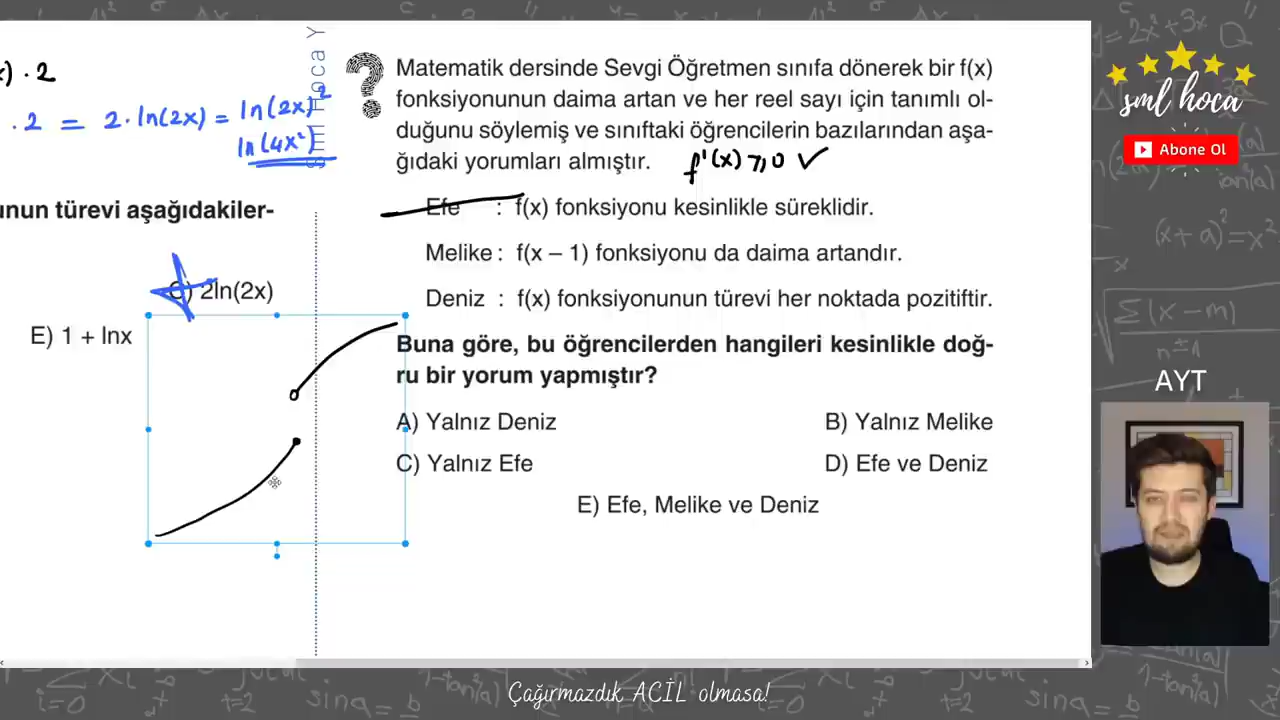 x) . 2
. 2 = 2 . ln(2x) = ln(2x)²
ln(4x²)
unun türevi aşağıdakiler-
C) 2ln(2x)
E) 1 + lnx
sml hoca Y
Matematik dersinde Sevgi Öğretmen sınıfa dönerek bir f(x)
fonksiyonunun daima artan ve her reel sayı için tanımlı ol-
duğunu söylemiş ve sınıftaki öğrencilerin bazılarından aşa-
ğıdaki yorumları almıştır. f'(x) ≥ 0 ✓
Efe : f(x) fonksiyonu kesinlikle süreklidir.
Melike : f(x – 1) fonksiyonu da daima artandır.
Deniz : f(x) fonksiyonunun türevi her noktada pozitiftir.
Buna göre, bu öğrencilerden hangileri kesinlikle doğ-
ru bir yorum yapmıştır?
A) Yalnız Deniz B) Yalnız Melike
C) Yalnız Efe D) Efe ve Deniz
E) Efe, Melike ve Deniz
sml hoca
Abone Ol
AYT
Çağırmazdık ACİL olmasa!